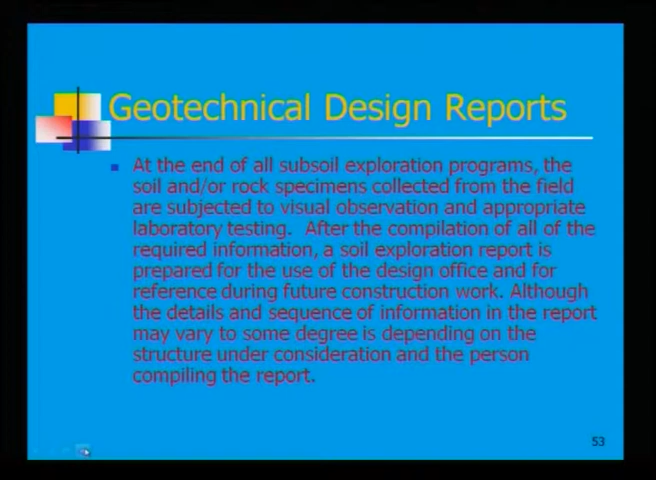 Geotechnical Design Reports
At the end of all subsoil exploration programs, the
soil and/or rock specimens collected from the field
are subjected to visual observation and appropriate
laboratory testing. After the compilation of all of the
required information, a soil exploration report is
prepared for the use of the design office and for
reference during future construction work. Although
the details and sequence of information in the report
may vary to some degree is depending on the
structure under consideration and the person
compiling the report.
53